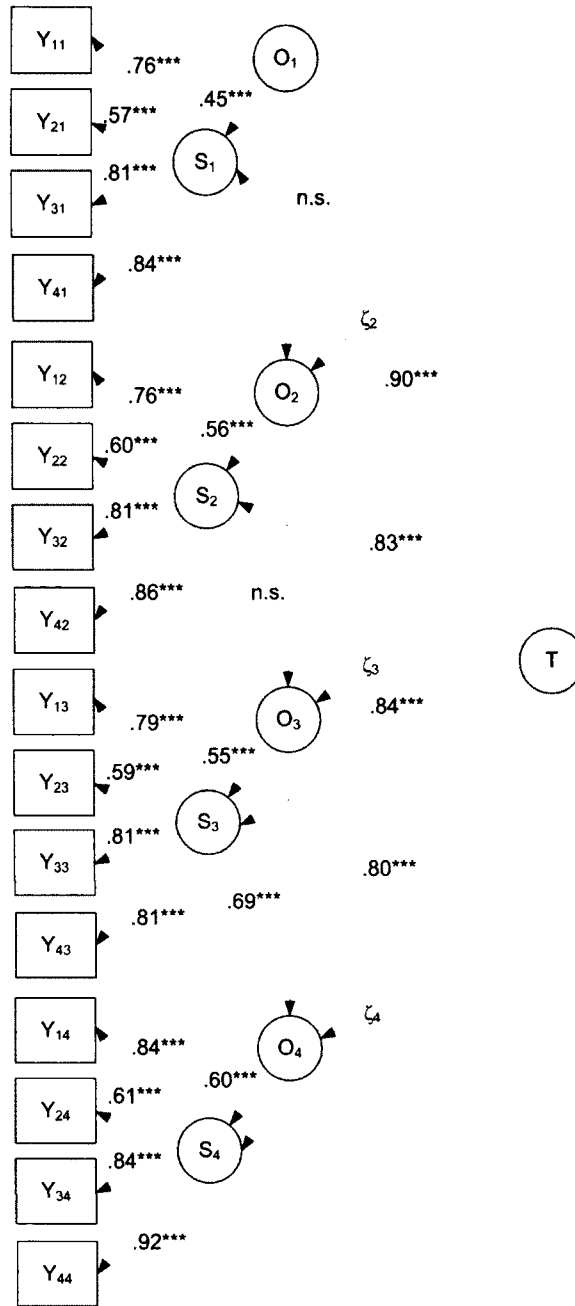 Y₁₁
.76***
O₁
.45***
Y₂₁
.57***
S₁
.81***
Y₃₁
n.s.
.84***
Y₄₁
ζ₂
Y₁₂
.76***
O₂
.90***
.56***
Y₂₂
.60***
S₂
.81***
Y₃₂
.83***
.86***
n.s.
Y₄₂
T
ζ₃
Y₁₃
.79***
O₃
.84***
.55***
Y₂₃
.59***
S₃
.81***
Y₃₃
.80***
.69***
.81***
Y₄₃
ζ₄
Y₁₄
.84***
O₄
.60***
Y₂₄
.61***
S₄
.84***
Y₃₄
.92***
Y₄₄